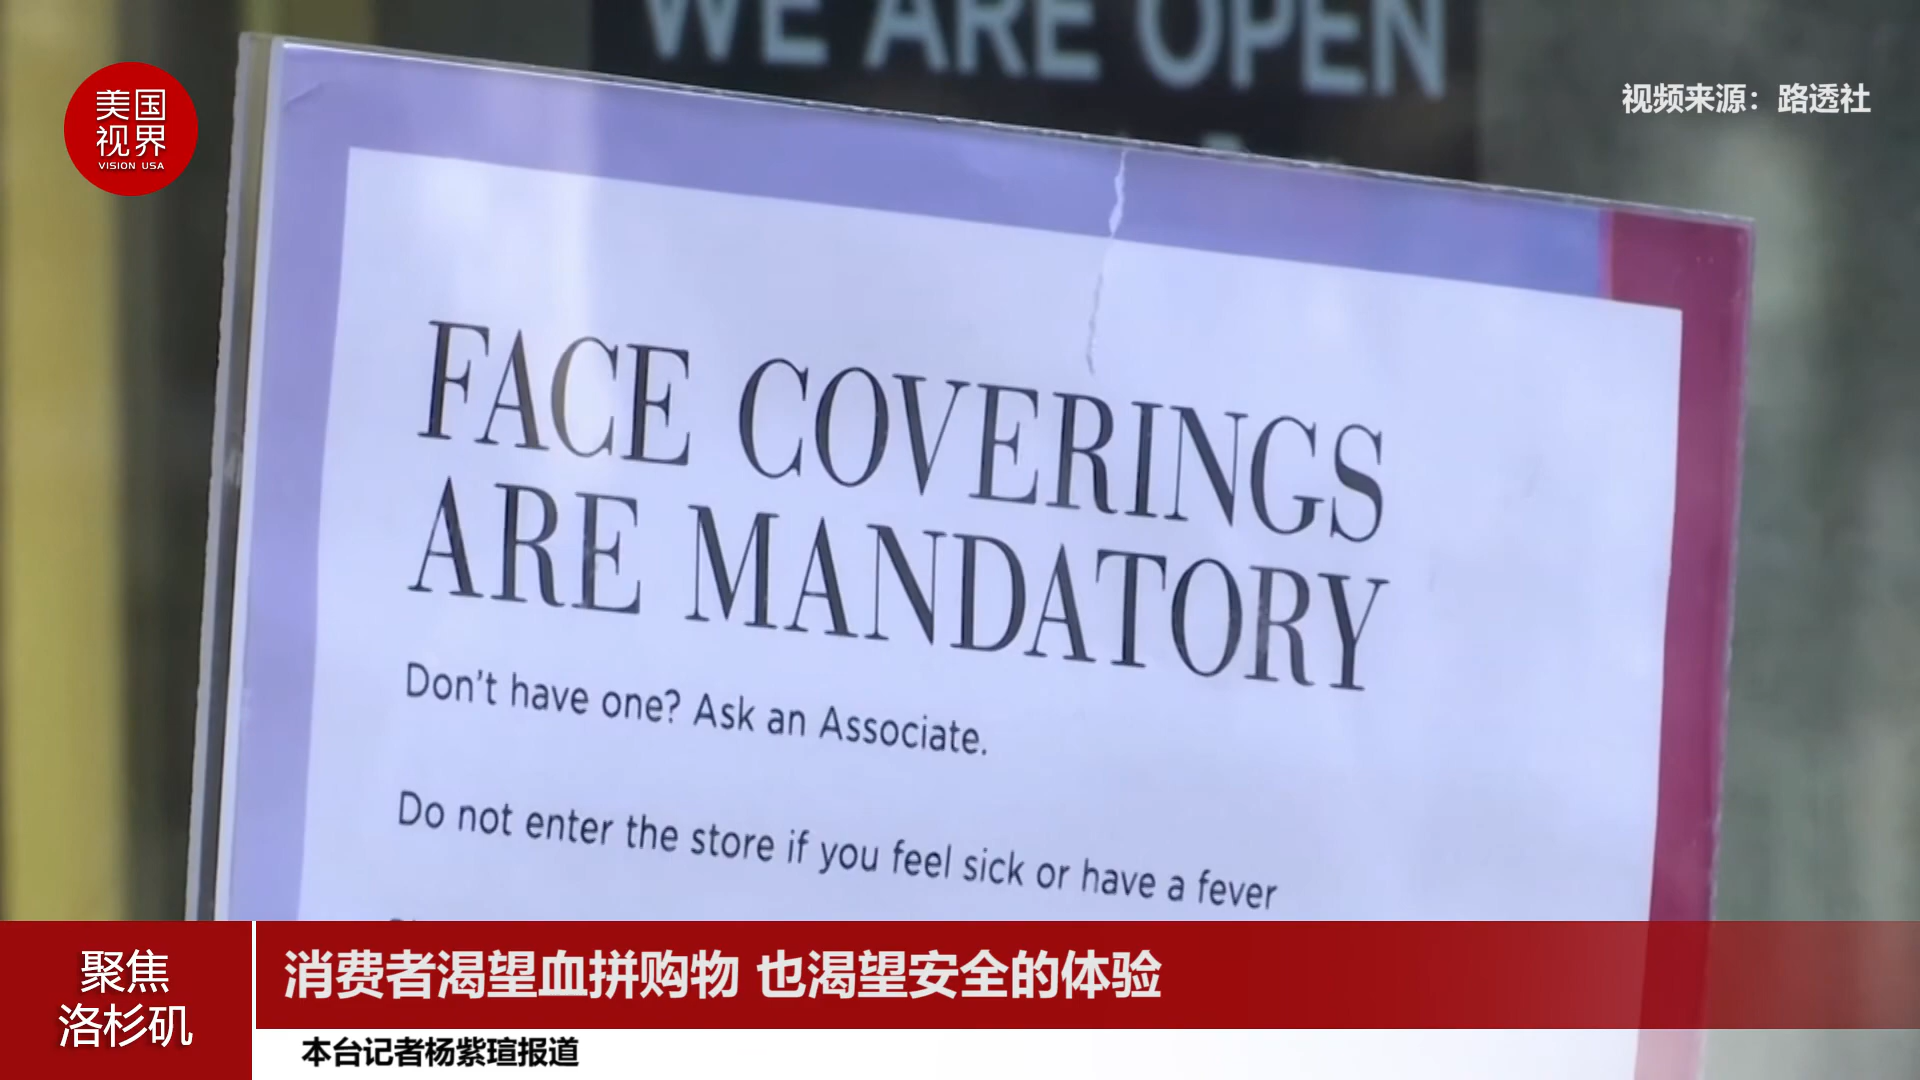 WE ARE OPEN
美国
视界
VISION USA
视频来源：路透社
FACE COVERINGS
ARE MANDATORY
Don't have one? Ask an Associate.
Do not enter the store if you feel sick or have a fever
聚焦
洛杉矶
消费者渴望血拼购物 也渴望安全的体验
本台记者杨紫瑄报道